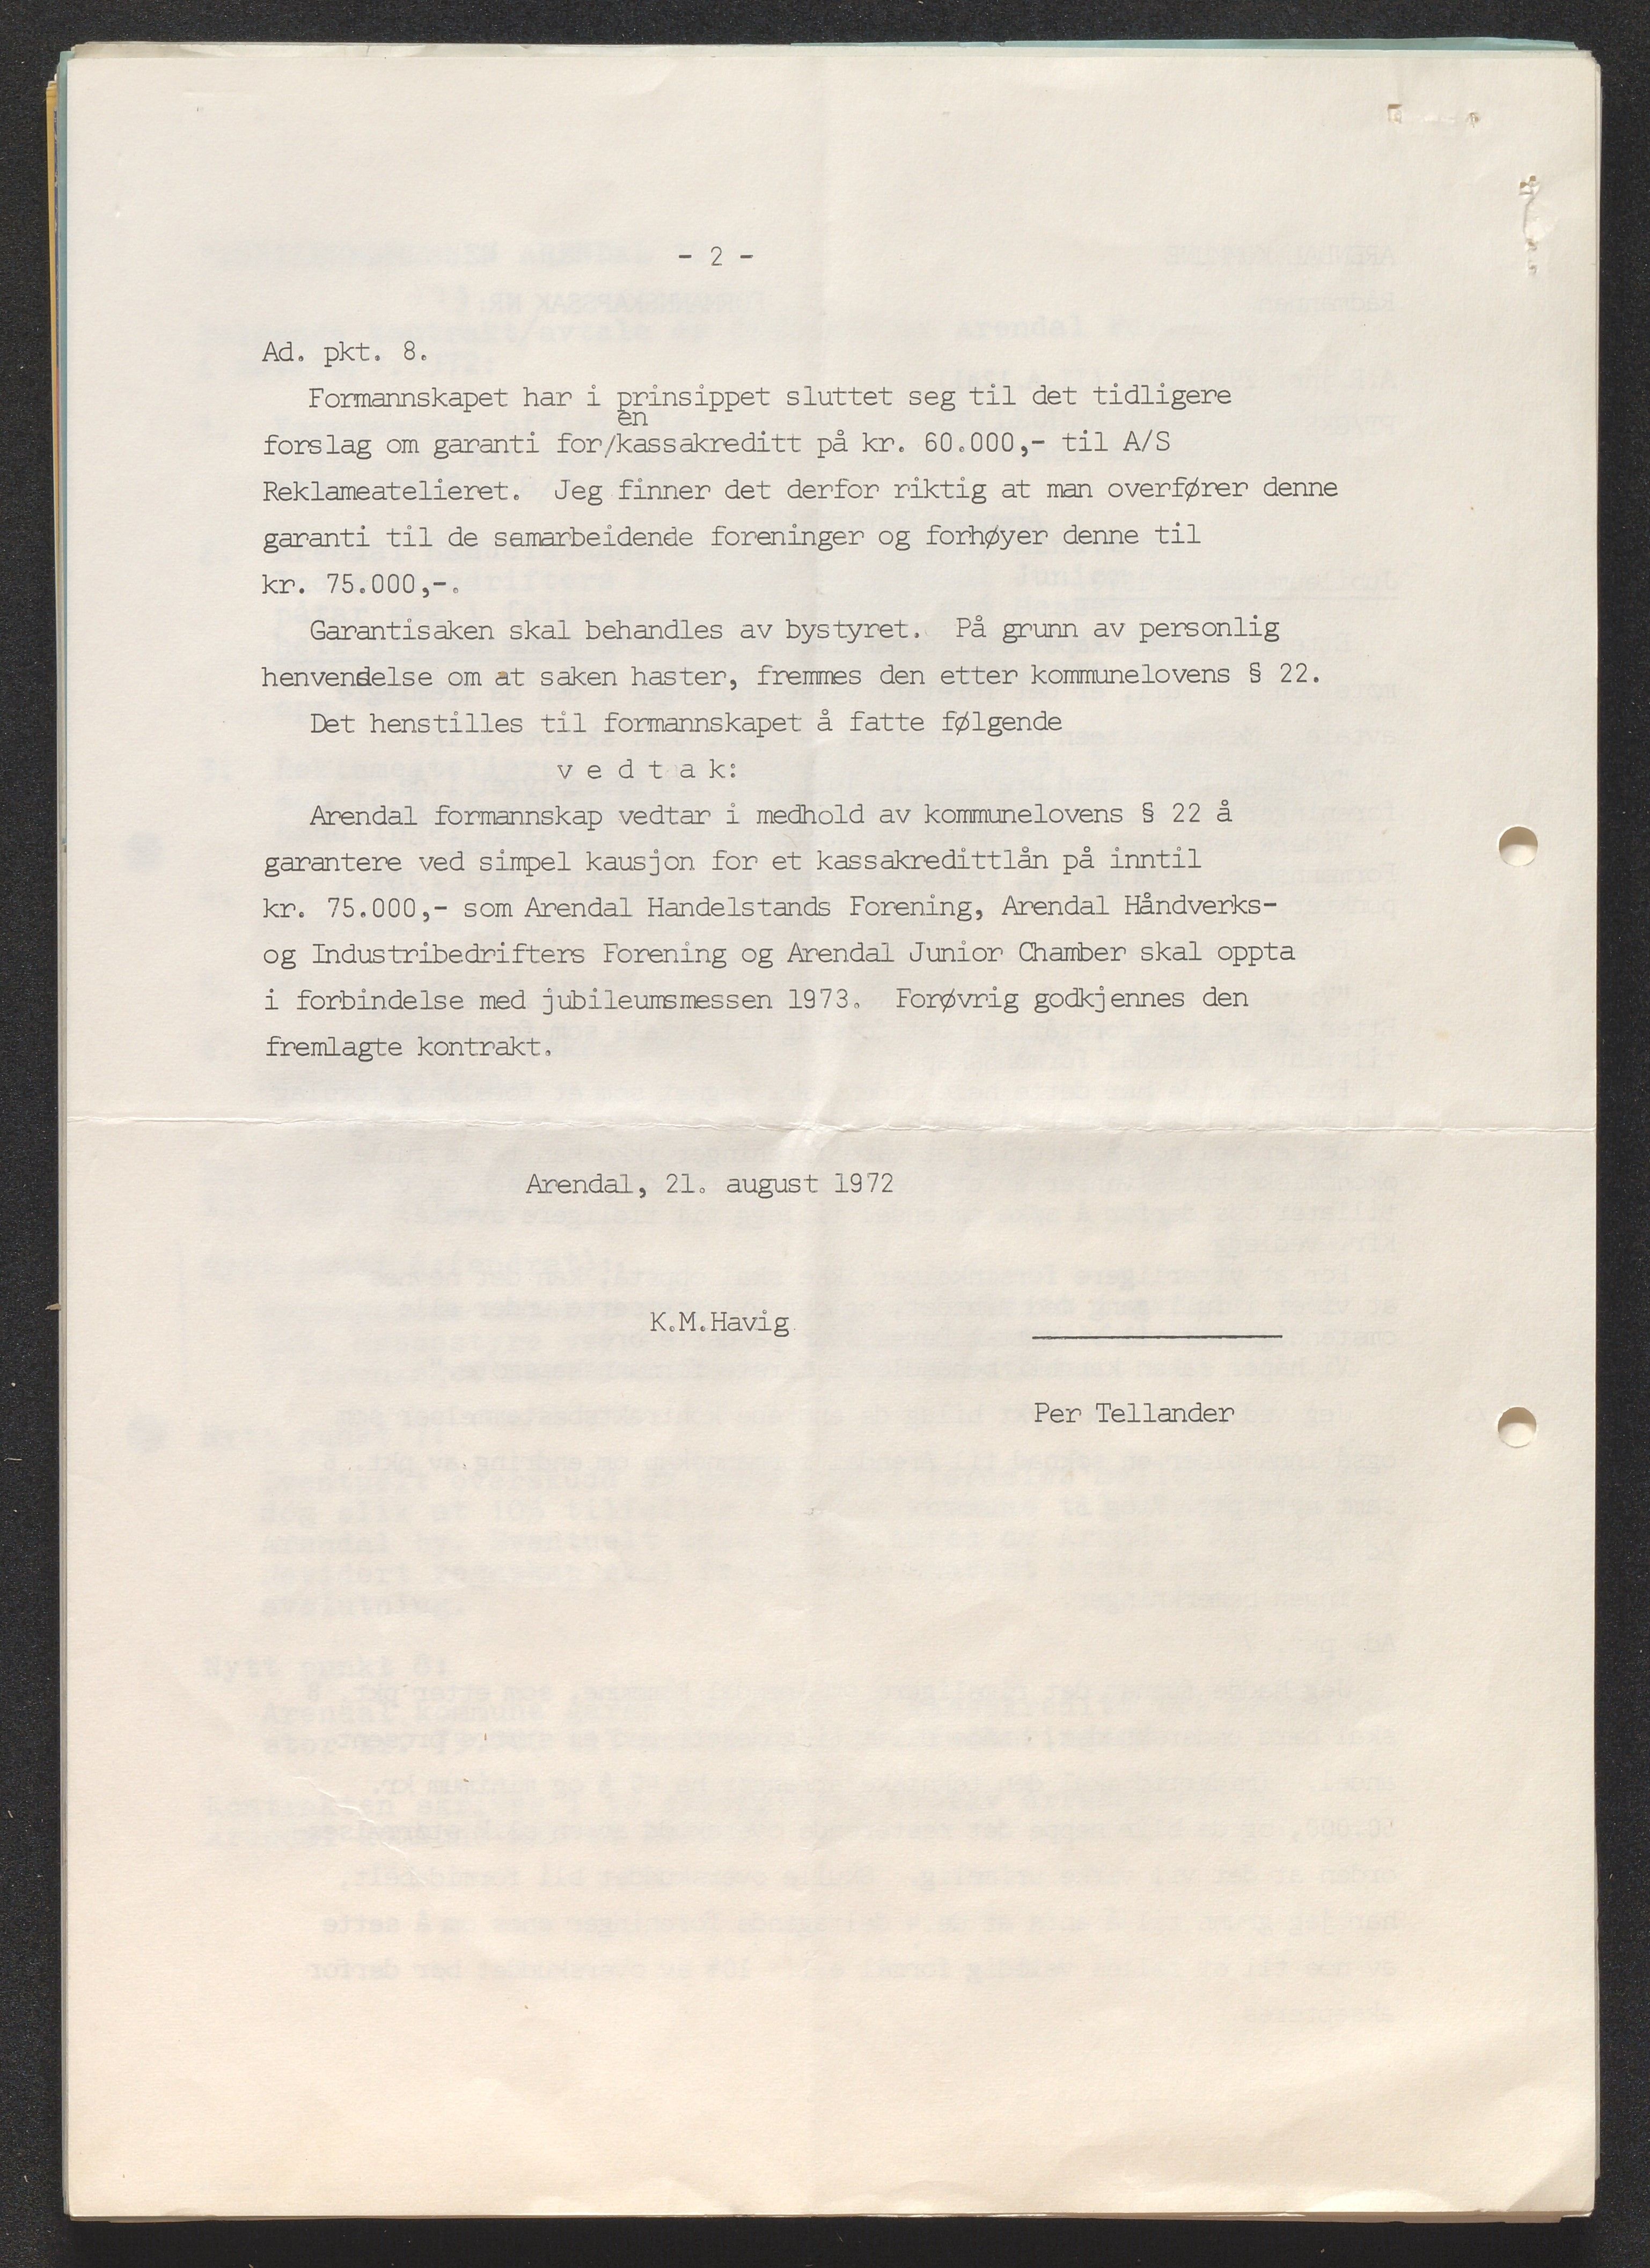 - 2 -
Ad. pkt. 8.
Formannskapet har i prinsippet sluttet seg til det tidligere
en
forslag om garanti for/kassakreditt på kr. 60.000,- til A/S
Reklameatelieret. Jeg finner det derfor riktig at man overfører denne
garanti til de samarbeidende foreninger og forhøyer denne til
kr. 75.000,-.
Garantisaken skal behandles av bystyret. På grunn av personlig
henvendelse om at saken haster, fremmes den etter kommunelovens § 22.
Det henstilles til formannskapet å fatte følgende
v e d t a k:
Arendal formannskap vedtar i medhold av kommunelovens § 22 å
garantere ved simpel kausjon for et kassakredittlån på inntil
kr. 75.000,- som Arendal Handelstands Forening, Arendal Håndverks-
og Industribedrifters Forening og Arendal Junior Chamber skal oppta
i forbindelse med jubileumsmessen 1973. Forøvrig godkjennes den
fremlagte kontrakt.
Arendal, 21. august 1972
K.M.Havig
Per Tellander